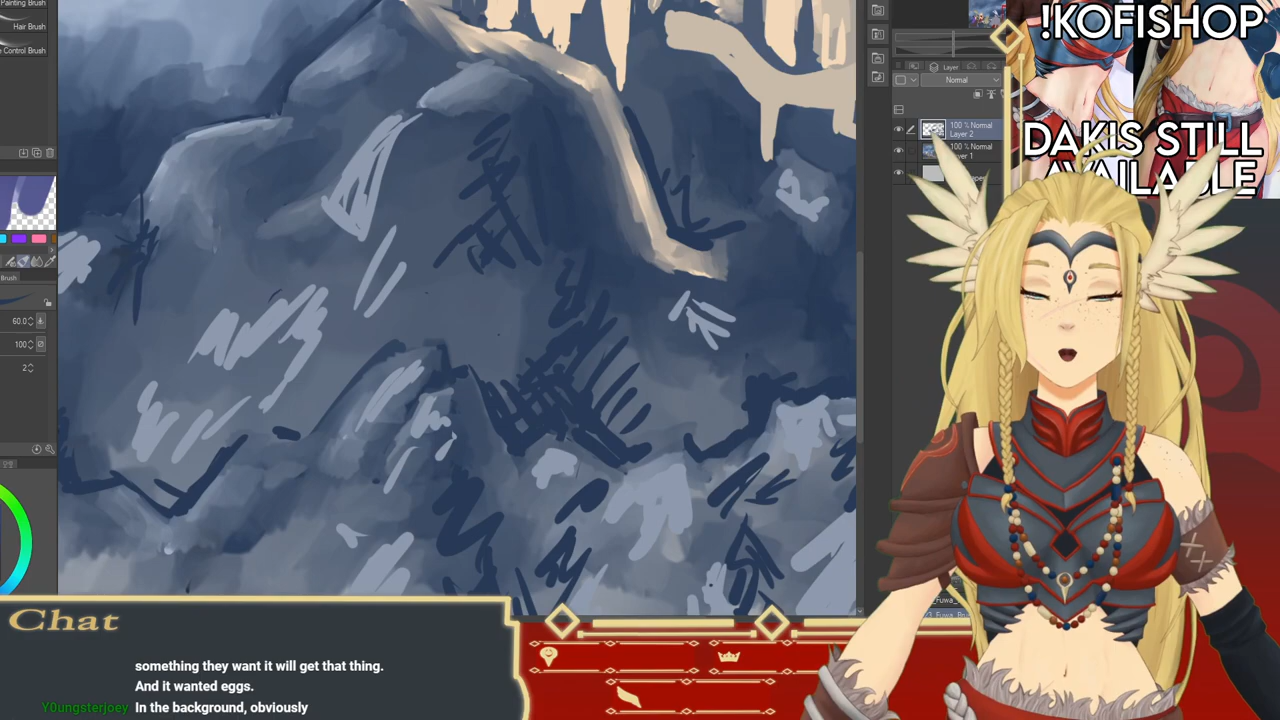 Painting Brush
Hair Brush
Control Brush
Brush
60.0
100
2
Layer
Normal
100 % Normal
Layer 2
100 % Normal
!KOFISHOP
DAKIS STILL
AVAILABLE
Chat
something they want it will get that thing.
And it wanted eggs.
Y0ungsterjoey In the background, obviously